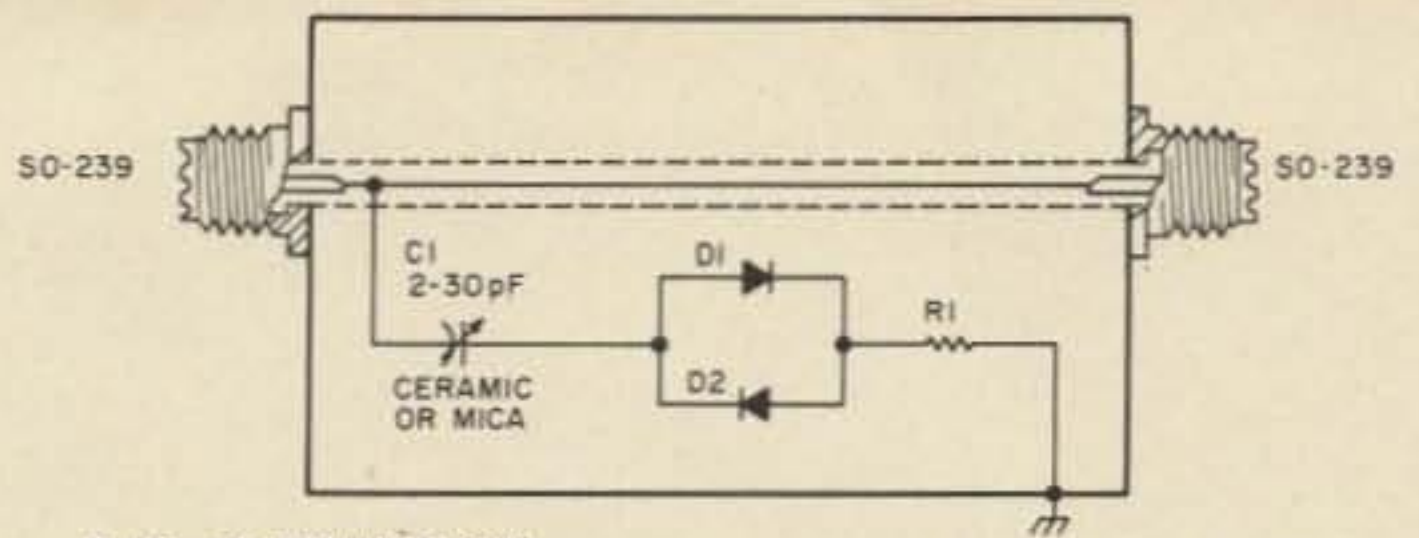 SO-239
SO-239
C1
2-30pF
D1
R1
D2
CERAMIC
OR MICA